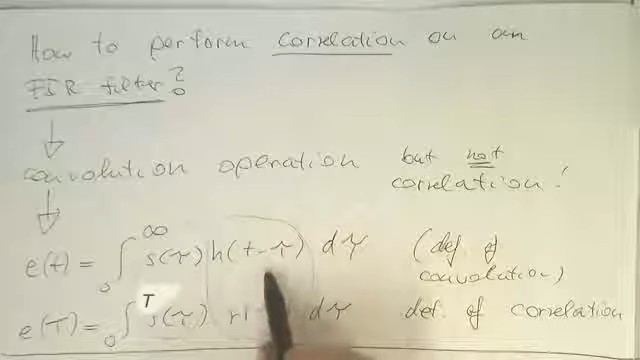 How to perform correlation on an
FIR filter?
convolution operation but not
correlation!
e(t) = ∫₀^∞ s(τ) h(t-τ) dτ (def. of
convolution)
e(T) = ∫₀^T s(τ) r( dτ def. of correlation